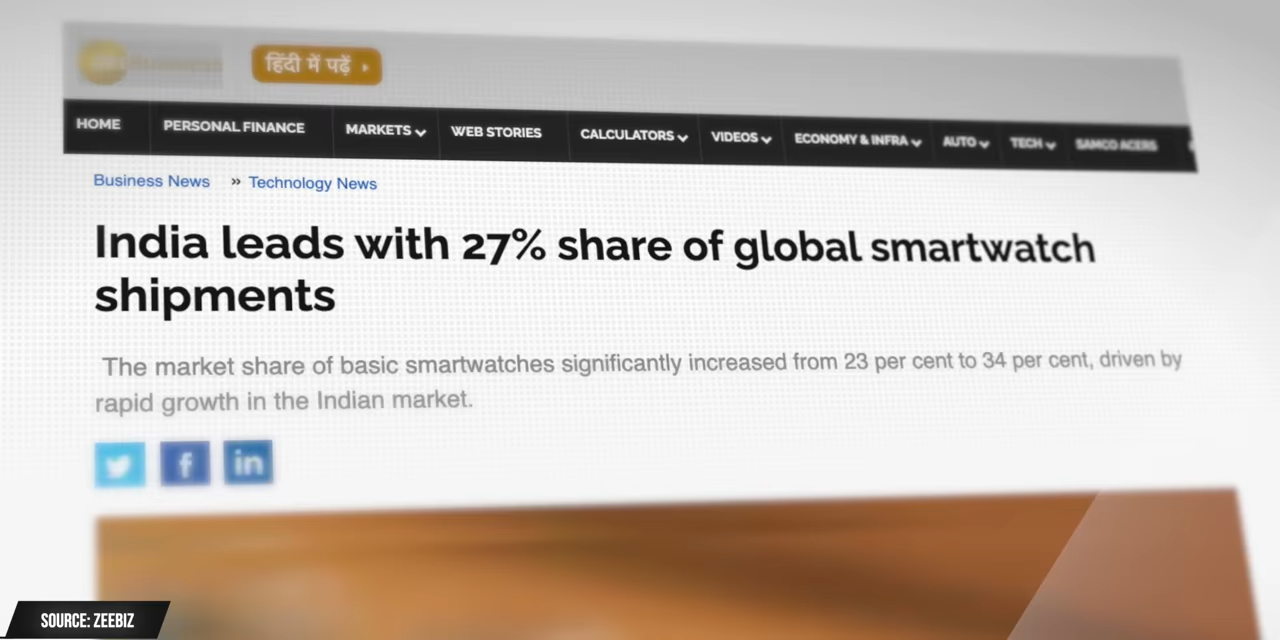 हिंदी में पढ़ें
HOME PERSONAL FINANCE MARKETS WEB STORIES CALCULATORS VIDEOS ECONOMY & INFRA AUTO TECH SAMCO ACERS
Business News » Technology News
India leads with 27% share of global smartwatch
shipments
The market share of basic smartwatches significantly increased from 23 per cent to 34 per cent, driven by
rapid growth in the Indian market.
SOURCE: ZEEBIZ